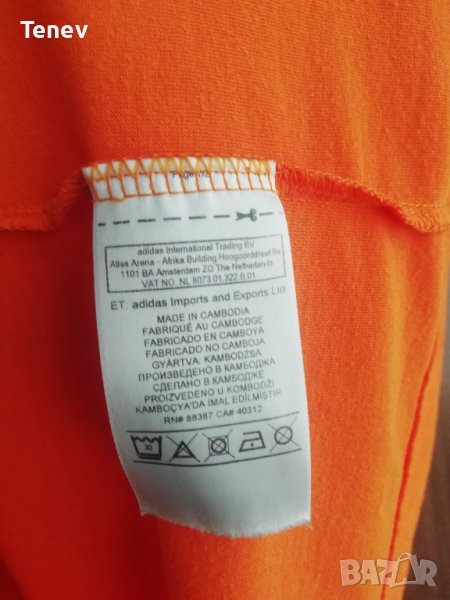 Tenev
adidas International Trading BV
Atlas Arena - Afrika Building Hoogoorddreef 9a
1101 BA Amsterdam ZO The Netherlands
VAT NO. NL 8073.01.322.B.01
ET: adidas Imports and Exports Ltd
MADE IN CAMBODIA
FABRIQUÉ AU CAMBODGE
FABRICADO EN CAMBOYA
FABRICADO NO CAMBOJA
GYÁRTVA: KAMBODZSA
ПРОИЗВЕДЕНО В КАМБОДЖА
СДЕЛАНО В КАМБОДЖЕ
PROIZVEDENO U KOMBODŽI
KAMBOÇYA'DA İMAL EDİLMİŞTİR
RN# 88387 CA# 40312
30
BAZAR